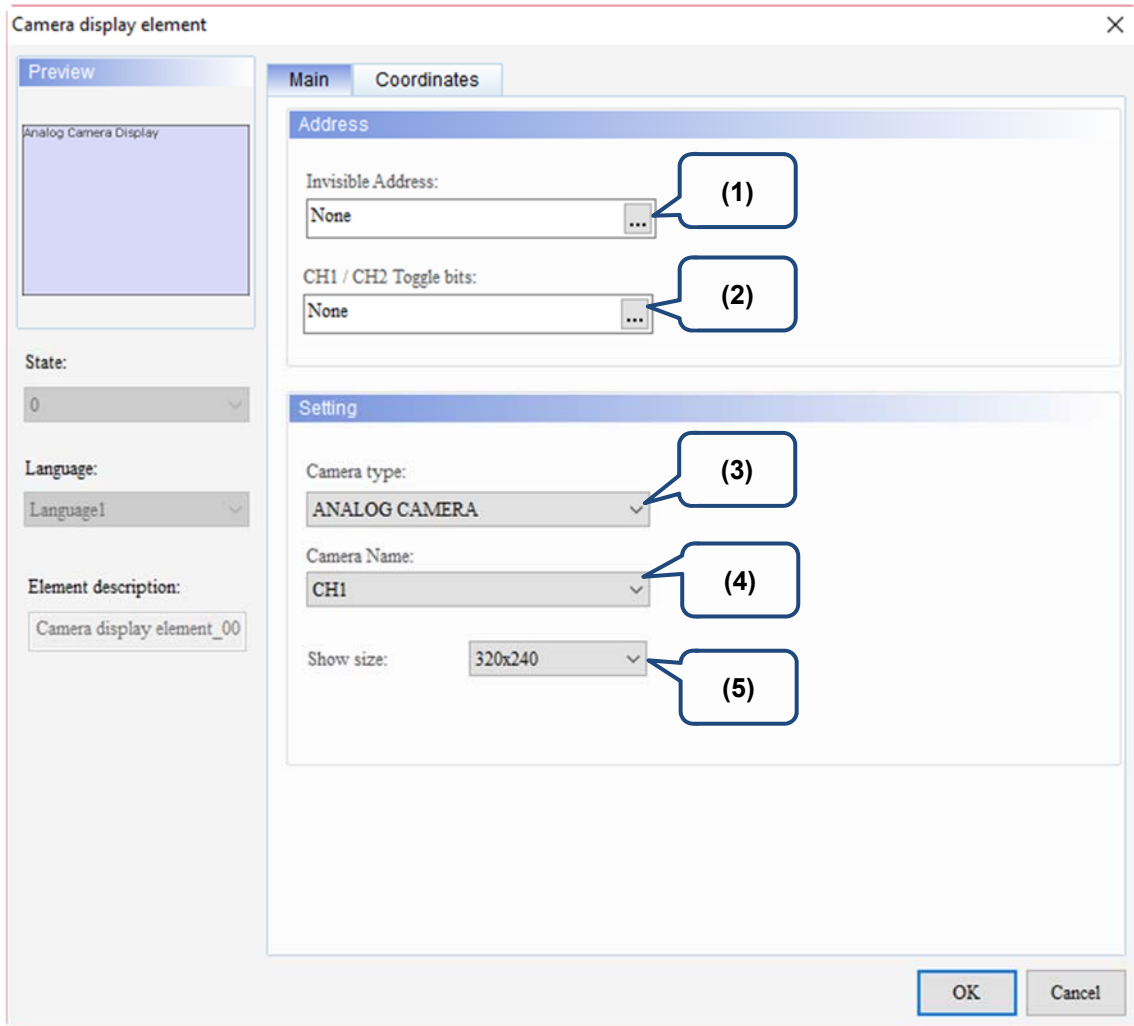 Camera display element
Preview
Analog Camera Display
State:
0
Language:
Language1
Element description:
Camera display element_00
Main
Coordinates
Address
Invisible Address:
None
...
(1)
CH1 / CH2 Toggle bits:
None
...
(2)
Setting
Camera type:
ANALOG CAMERA
(3)
Camera Name:
CH1
(4)
Show size:
320x240
(5)
OK
Cancel